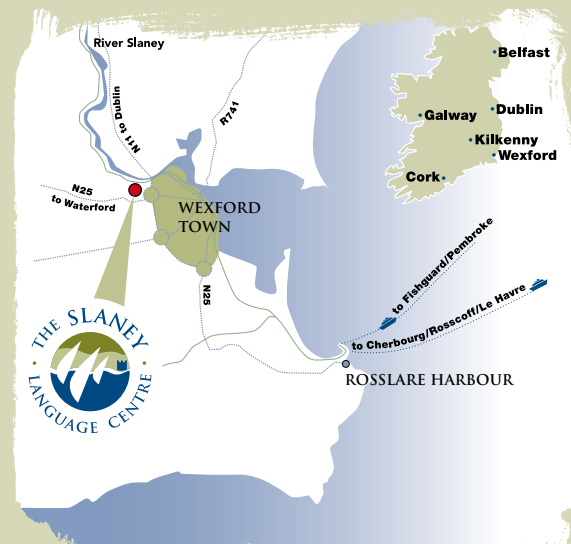 River Slaney
N11 to Dublin
R741
Belfast
Dublin
Galway
Kilkenny
Wexford
Cork
N25
to Waterford
WEXFORD
TOWN
to Fishguard/Pembroke
N25
to Cherbourg/Rosscoff/Le Havre
ROSSLARE HARBOUR
THE SLANEY
LANGUAGE CENTRE